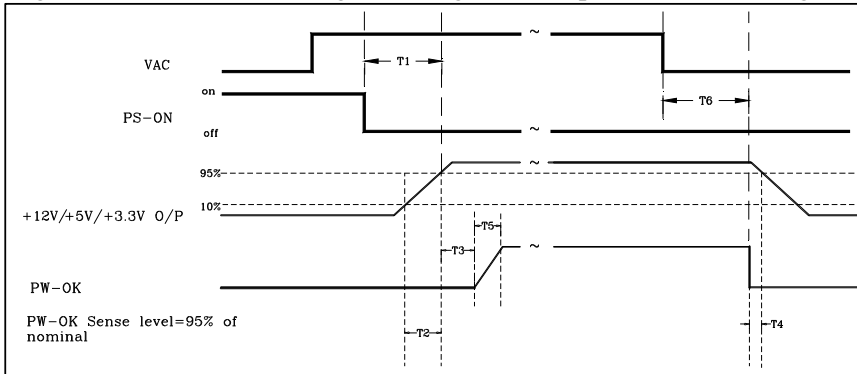 VAC
~
T1
on
PS-ON
T6
off
~
95%
~
10%
+12V/+5V/+3.3V O/P
T5
T3
~
PW-OK
PW-OK Sense level=95% of
nominal
T2
T4